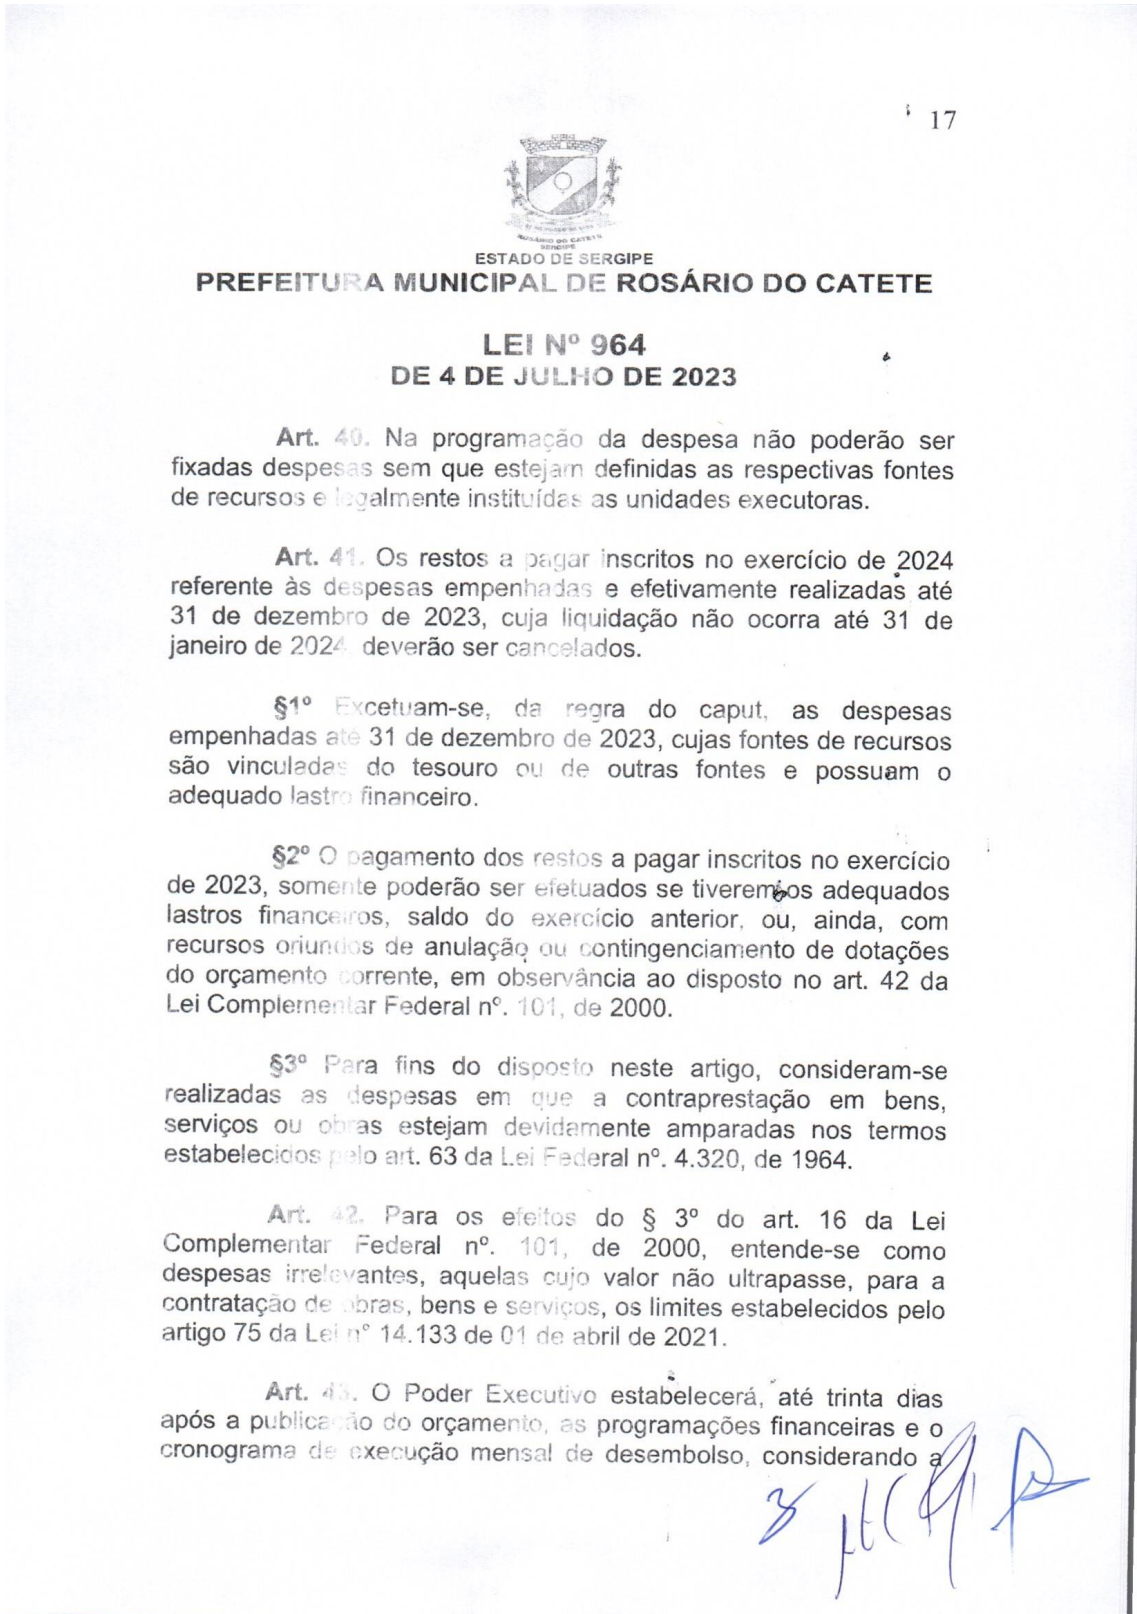 17
ROSÁRIO DO CATETE
SERGIPE
ESTADO DE SERGIPE
PREFEITURA MUNICIPAL DE ROSÁRIO DO CATETE
LEI Nº 964
DE 4 DE JULHO DE 2023
Art. 40. Na programação da despesa não poderão ser
fixadas despesas sem que estejam definidas as respectivas fontes
de recursos e legalmente instituídas as unidades executoras.
Art. 41. Os restos a pagar inscritos no exercício de 2024
referente às despesas empenhadas e efetivamente realizadas até
31 de dezembro de 2023, cuja liquidação não ocorra até 31 de
janeiro de 2024 deverão ser cancelados.
§1º Excetuam-se, da regra do caput, as despesas
empenhadas até 31 de dezembro de 2023, cujas fontes de recursos
são vinculadas do tesouro ou de outras fontes e possuam o
adequado lastro financeiro.
§2º O pagamento dos restos a pagar inscritos no exercício
de 2023, somente poderão ser efetuados se tiverem os adequados
lastros financeiros, saldo do exercício anterior, ou, ainda, com
recursos oriundos de anulação ou contingenciamento de dotações
do orçamento corrente, em observância ao disposto no art. 42 da
Lei Complementar Federal nº. 101, de 2000.
§3º Para fins do disposto neste artigo, consideram-se
realizadas as despesas em que a contraprestação em bens,
serviços ou obras estejam devidamente amparadas nos termos
estabelecidos pelo art. 63 da Lei Federal nº. 4.320, de 1964.
Art. 42. Para os efeitos do § 3º do art. 16 da Lei
Complementar Federal nº. 101, de 2000, entende-se como
despesas irrelevantes, aquelas cujo valor não ultrapasse, para a
contratação de obras, bens e serviços, os limites estabelecidos pelo
artigo 75 da Lei n° 14.133 de 01 de abril de 2021.
Art. 43. O Poder Executivo estabelecerá, até trinta dias
após a publicação do orçamento, as programações financeiras e o
cronograma de execução mensal de desembolso, considerando a